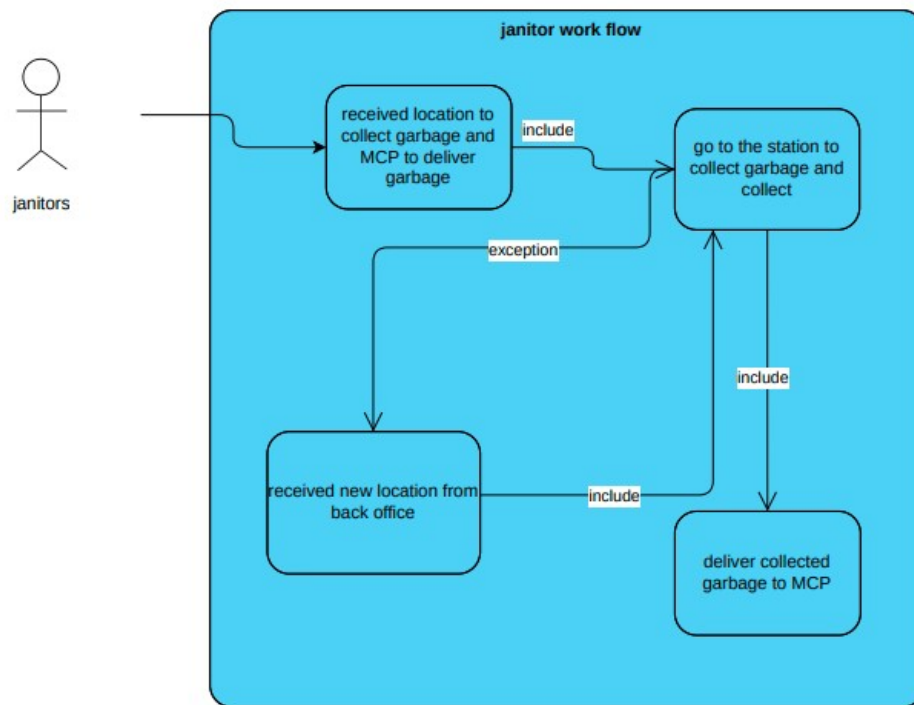 janitor work flow
received location to
collect garbage and
MCP to deliver
garbage
include
go to the station to
collect garbage and
collect
janitors
exception
include
received new location from
back office
include
deliver collected
garbage to MCP